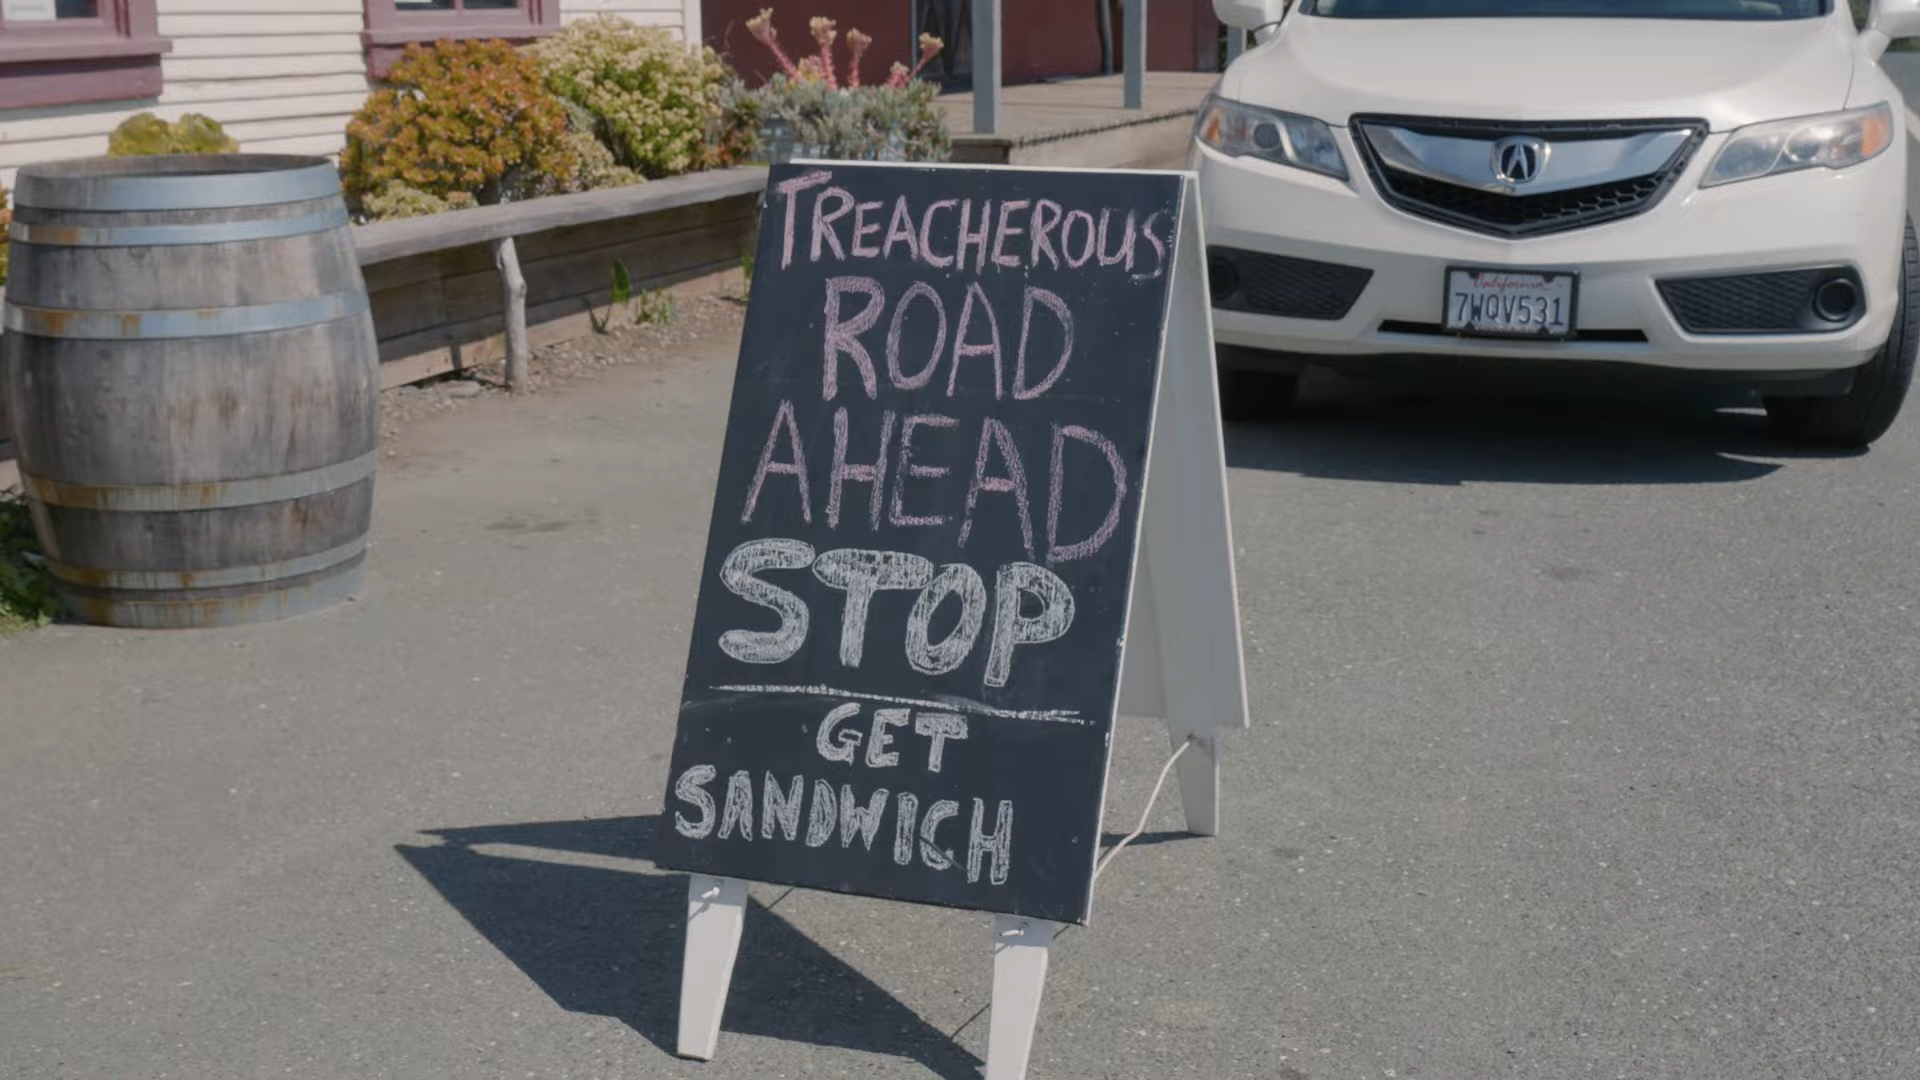 TREACHEROUS
ROAD
AHEAD
STOP
GET
SANDWICH
California
7WQV531